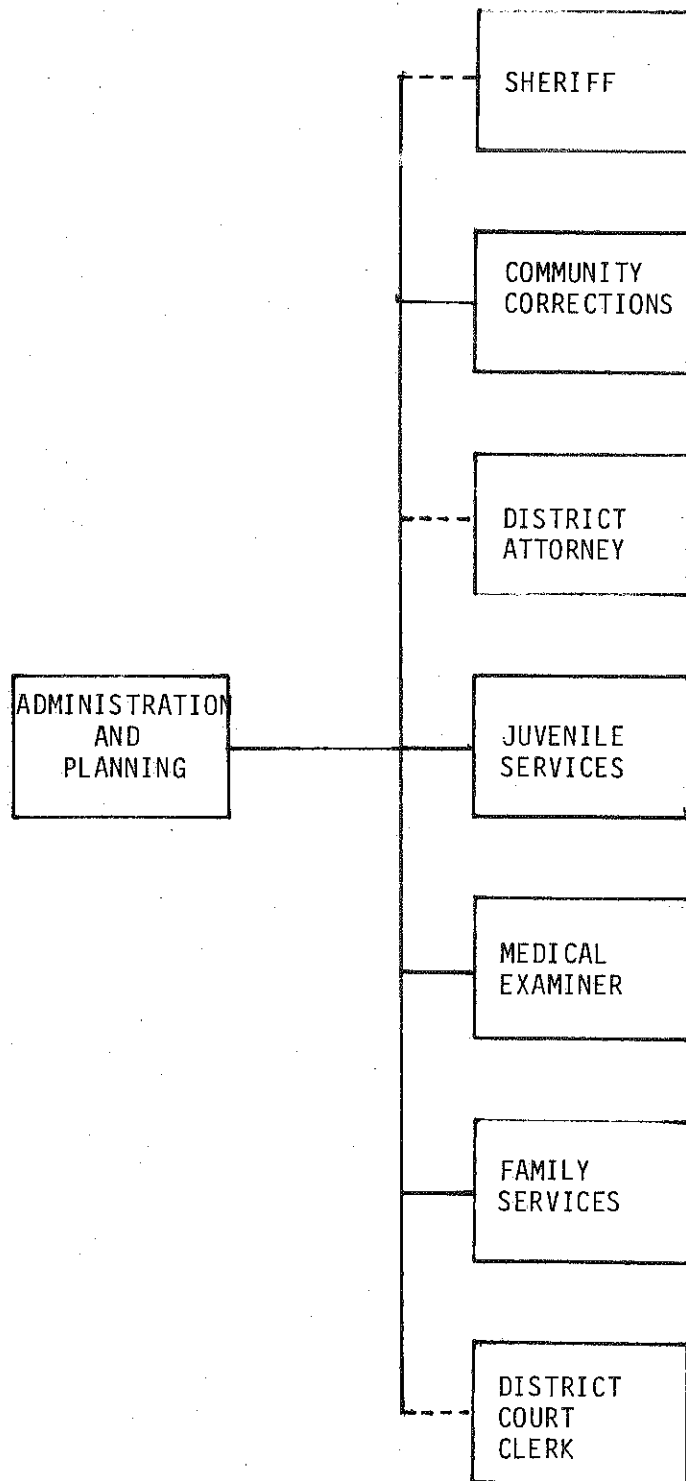 SHERIFF
COMMUNITY
CORRECTIONS
DISTRICT
ATTORNEY
ADMINISTRATION
AND
PLANNING
JUVENILE
SERVICES
MEDICAL
EXAMINER
FAMILY
SERVICES
DISTRICT
COURT
CLERK